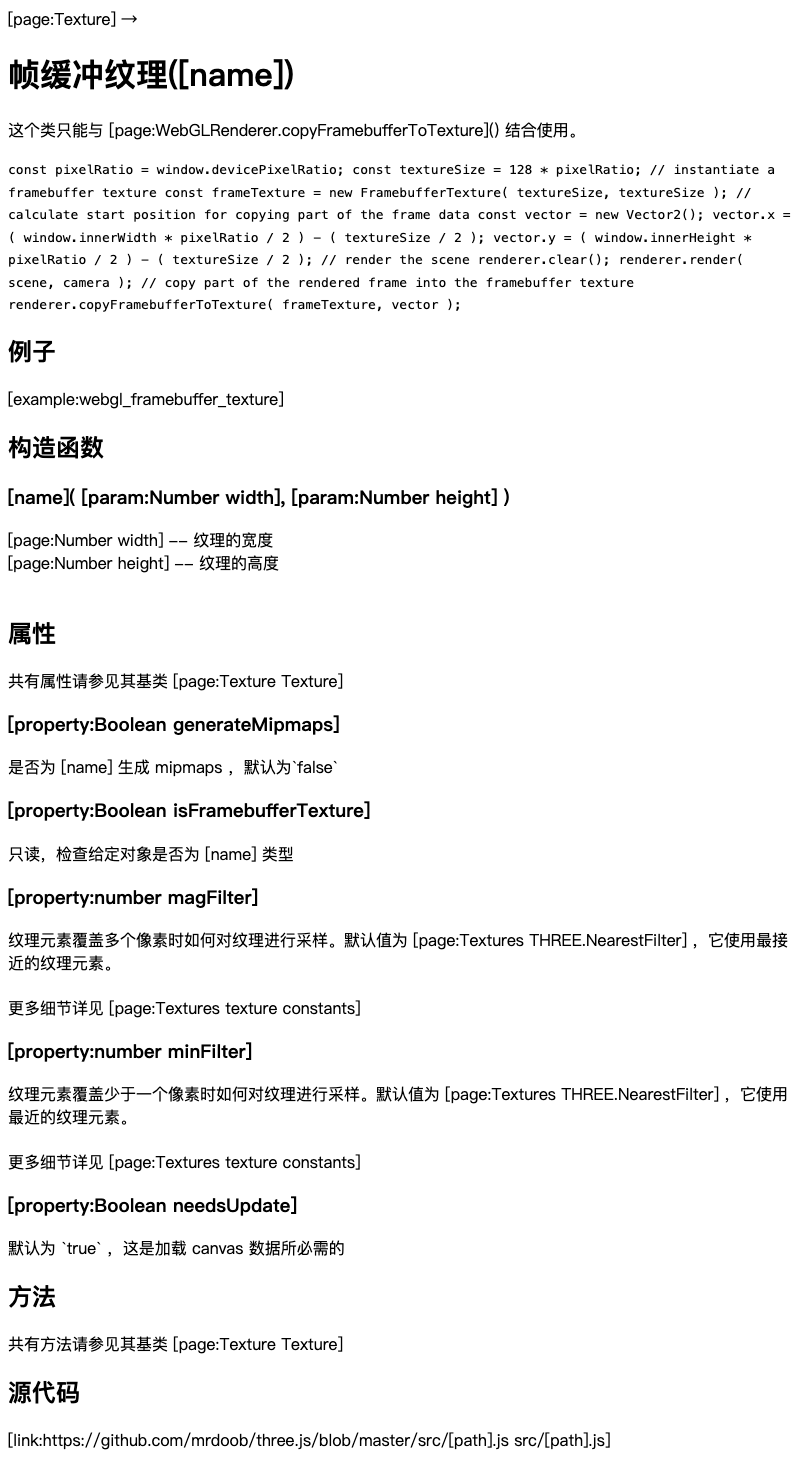 [page:Texture] →
帧缓冲纹理([name])
这个类只能与 [page:WebGLRenderer.copyFramebufferToTexture]() 结合使用。
const pixelRatio = window.devicePixelRatio; const textureSize = 128 * pixelRatio; // instantiate a
framebuffer texture const frameTexture = new FramebufferTexture( textureSize, textureSize ); //
calculate start position for copying part of the frame data const vector = new Vector2(); vector.x =
( window.innerWidth * pixelRatio / 2 ) - ( textureSize / 2 ); vector.y = ( window.innerHeight *
pixelRatio / 2 ) - ( textureSize / 2 ); // render the scene renderer.clear(); renderer.render(
scene, camera ); // copy part of the rendered frame into the framebuffer texture
renderer.copyFramebufferToTexture( frameTexture, vector );
例子
[example:webgl_framebuffer_texture]
构造函数
[name]( [param:Number width], [param:Number height] )
[page:Number width] -- 纹理的宽度
[page:Number height] -- 纹理的高度
属性
共有属性请参见其基类 [page:Texture Texture]
[property:Boolean generateMipmaps]
是否为 [name] 生成 mipmaps ，默认为`false`
[property:Boolean isFramebufferTexture]
只读，检查给定对象是否为 [name] 类型
[property:number magFilter]
纹理元素覆盖多个像素时如何对纹理进行采样。默认值为 [page:Textures THREE.NearestFilter] ，它使用最接
近的纹理元素。
更多细节详见 [page:Textures texture constants]
[property:number minFilter]
纹理元素覆盖少于一个像素时如何对纹理进行采样。默认值为 [page:Textures THREE.NearestFilter] ，它使用
最近的纹理元素。
更多细节详见 [page:Textures texture constants]
[property:Boolean needsUpdate]
默认为 `true` ，这是加载 canvas 数据所必需的
方法
共有方法请参见其基类 [page:Texture Texture]
源代码
[link:https://github.com/mrdoob/three.js/blob/master/src/[path].js src/[path].js]